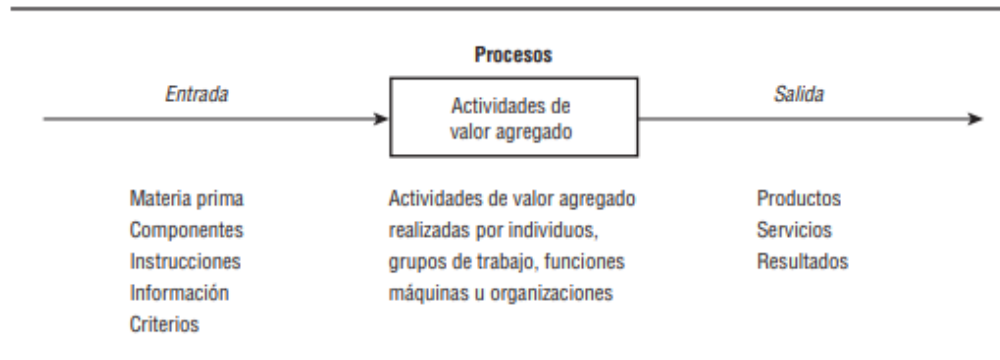 Procesos
Entrada
Actividades de
valor agregado
Salida
Materia prima
Componentes
Instrucciones
Información
Criterios
Actividades de valor agregado
realizadas por individuos,
grupos de trabajo, funciones
máquinas u organizaciones
Productos
Servicios
Resultados